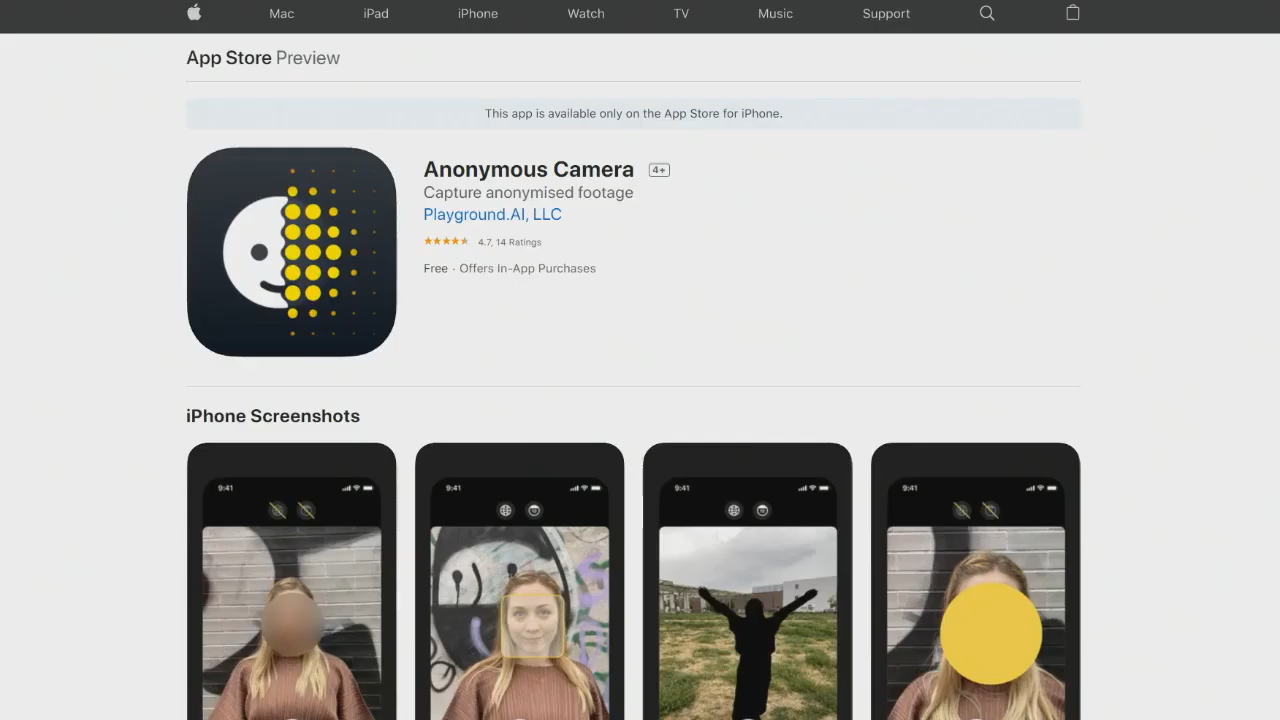 Mac iPad iPhone Watch TV Music Support
App Store Preview
This app is available only on the App Store for iPhone.
Anonymous Camera 4+
Capture anonymised footage
Playground.AI, LLC
4.7, 14 Ratings
Free · Offers In-App Purchases
iPhone Screenshots
9:41 9:41 9:41 9:41